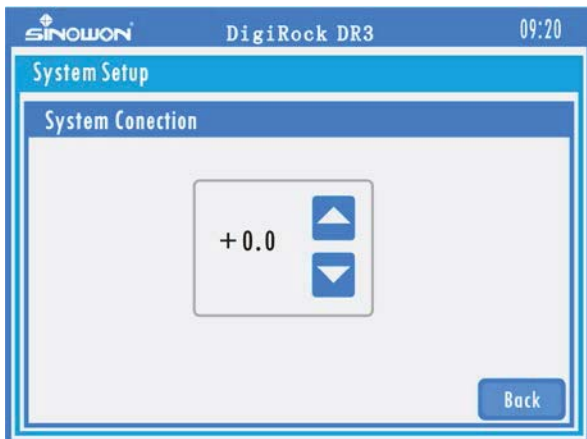 SINOWON DigiRock DR3 09:20
System Setup
System Conection
+0.0
Back